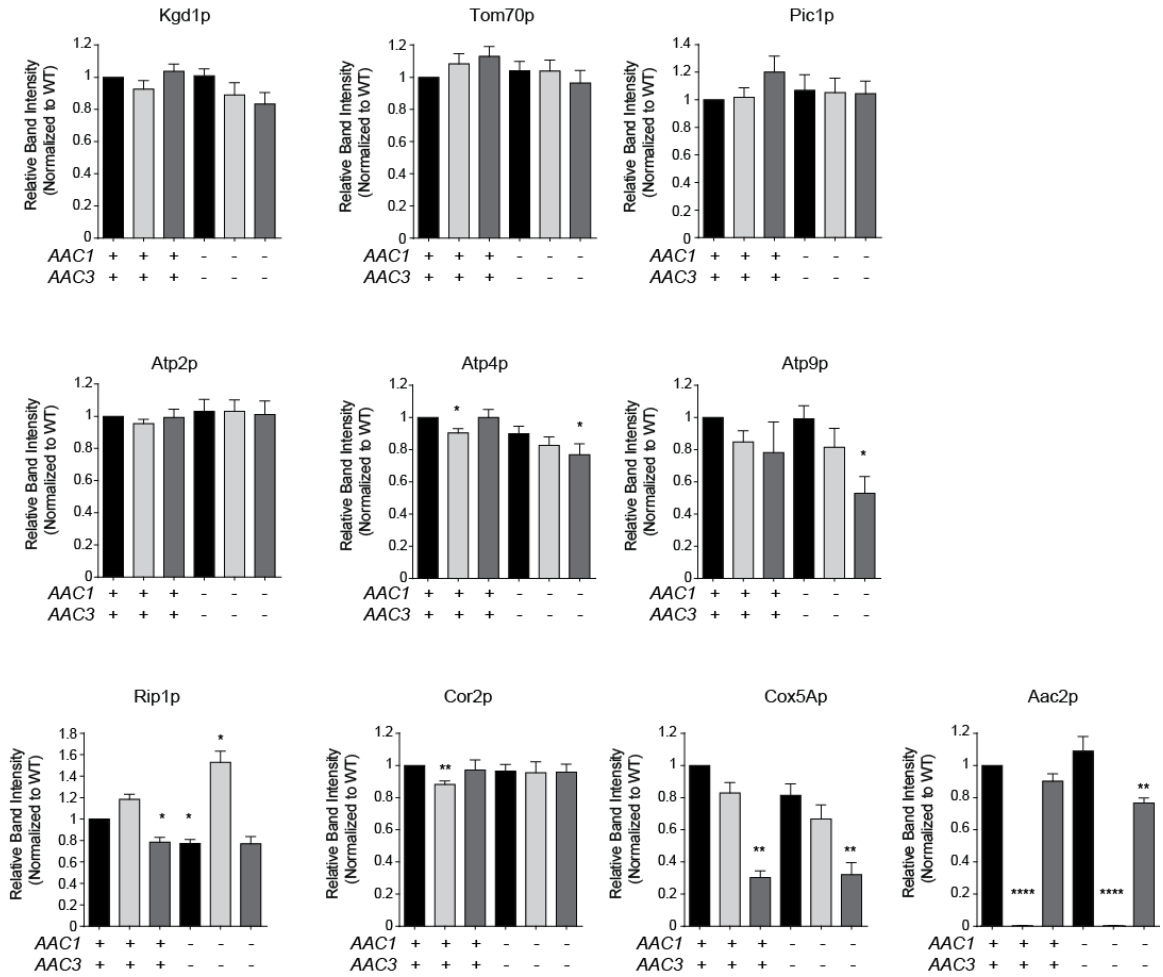 Kgd1p
Relative Band Intensity
(Normalized to WT)
1.2
1
0.8
0.6
0.4
0.2
0
AAC1 + + + - - -
AAC3 + + + - - -
Tom70p
Relative Band Intensity
(Normalized to WT)
1.2
1
0.8
0.6
0.4
0.2
0
+ + + - - -
+ + + - - -
Pic1p
Relative Band Intensity
(Normalized to WT)
1.4
1.2
1
0.8
0.6
0.4
0.2
0
AAC1 + + + - - -
AAC3 + + + - - -
Atp2p
Relative Band Intensity
(Normalized to WT)
1.2
1
0.8
0.6
0.4
0.2
0
AAC1 + + + - - -
AAC3 + + + - - -
Atp4p
Relative Band Intensity
(Normalized to WT)
1.2
1
0.8
0.6
0.4
0.2
0
* *
AAC1 + + + - - -
AAC3 + + + - - -
Atp9p
Relative Band Intensity
(Normalized to WT)
1.2
1
0.8
0.6
0.4
0.2
0
*
AAC1 + + + - - -
AAC3 + + + - - -
Rip1p
Relative Band Intensity
(Normalized to WT)
1.8
1.6
1.4
1.2
1
0.8
0.6
0.4
0
* * *
AAC1 + + + - - -
AAC3 + + + - - -
Cor2p
Relative Band Intensity
(Normalized to WT)
1.2
1
0.8
0.6
0.4
0.2
0
**
AAC1 + + + - - -
AAC3 + + + - - -
Cox5Ap
Relative Band Intensity
(Normalized to WT)
1.2
1
0.8
0.6
0.4
0.2
0
** **
AAC1 + + + - - -
AAC3 + + + - - -
Aac2p
Relative Band Intensity
(Normalized to WT)
1.2
1
0.8
0.6
0.4
0.2
0
**** **** **
AAC1 + + + - - -
AAC3 + + + - - -